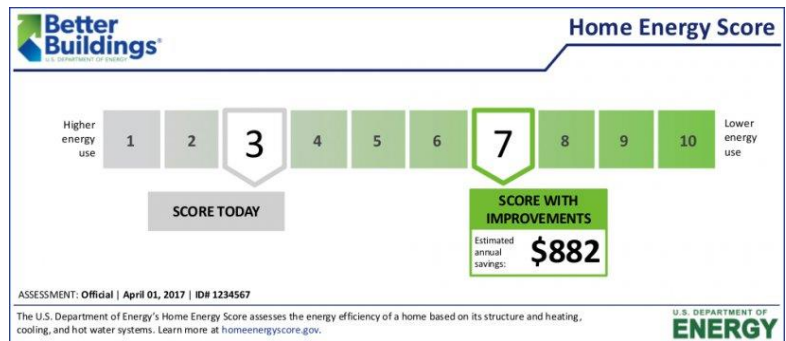 Better
Buildings®
U.S. DEPARTMENT OF ENERGY
Home Energy Score
Higher
energy
use
1 2 3 4 5 6 7 8 9 10
Lower
energy
use
SCORE TODAY
SCORE WITH
IMPROVEMENTS
Estimated
annual
savings:
$882
ASSESSMENT: Official | April 01, 2017 | ID# 1234567
The U.S. Department of Energy's Home Energy Score assesses the energy efficiency of a home based on its structure and heating,
cooling, and hot water systems. Learn more at homeenergyscore.gov.
U.S. DEPARTMENT OF
ENERGY